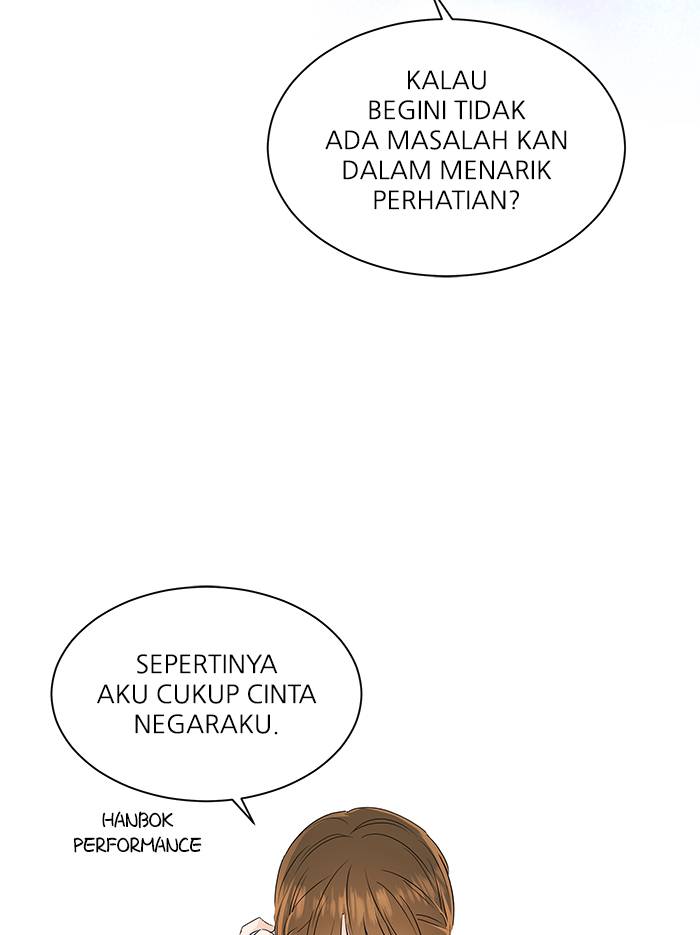 KALAU
BEGINI TIDAK
ADA MASALAH KAN
DALAM MENARIK
PERHATIAN?
SEPERTINYA
AKU CUKUP CINTA
NEGARAKU.
HANBOK
PERFORMANCE